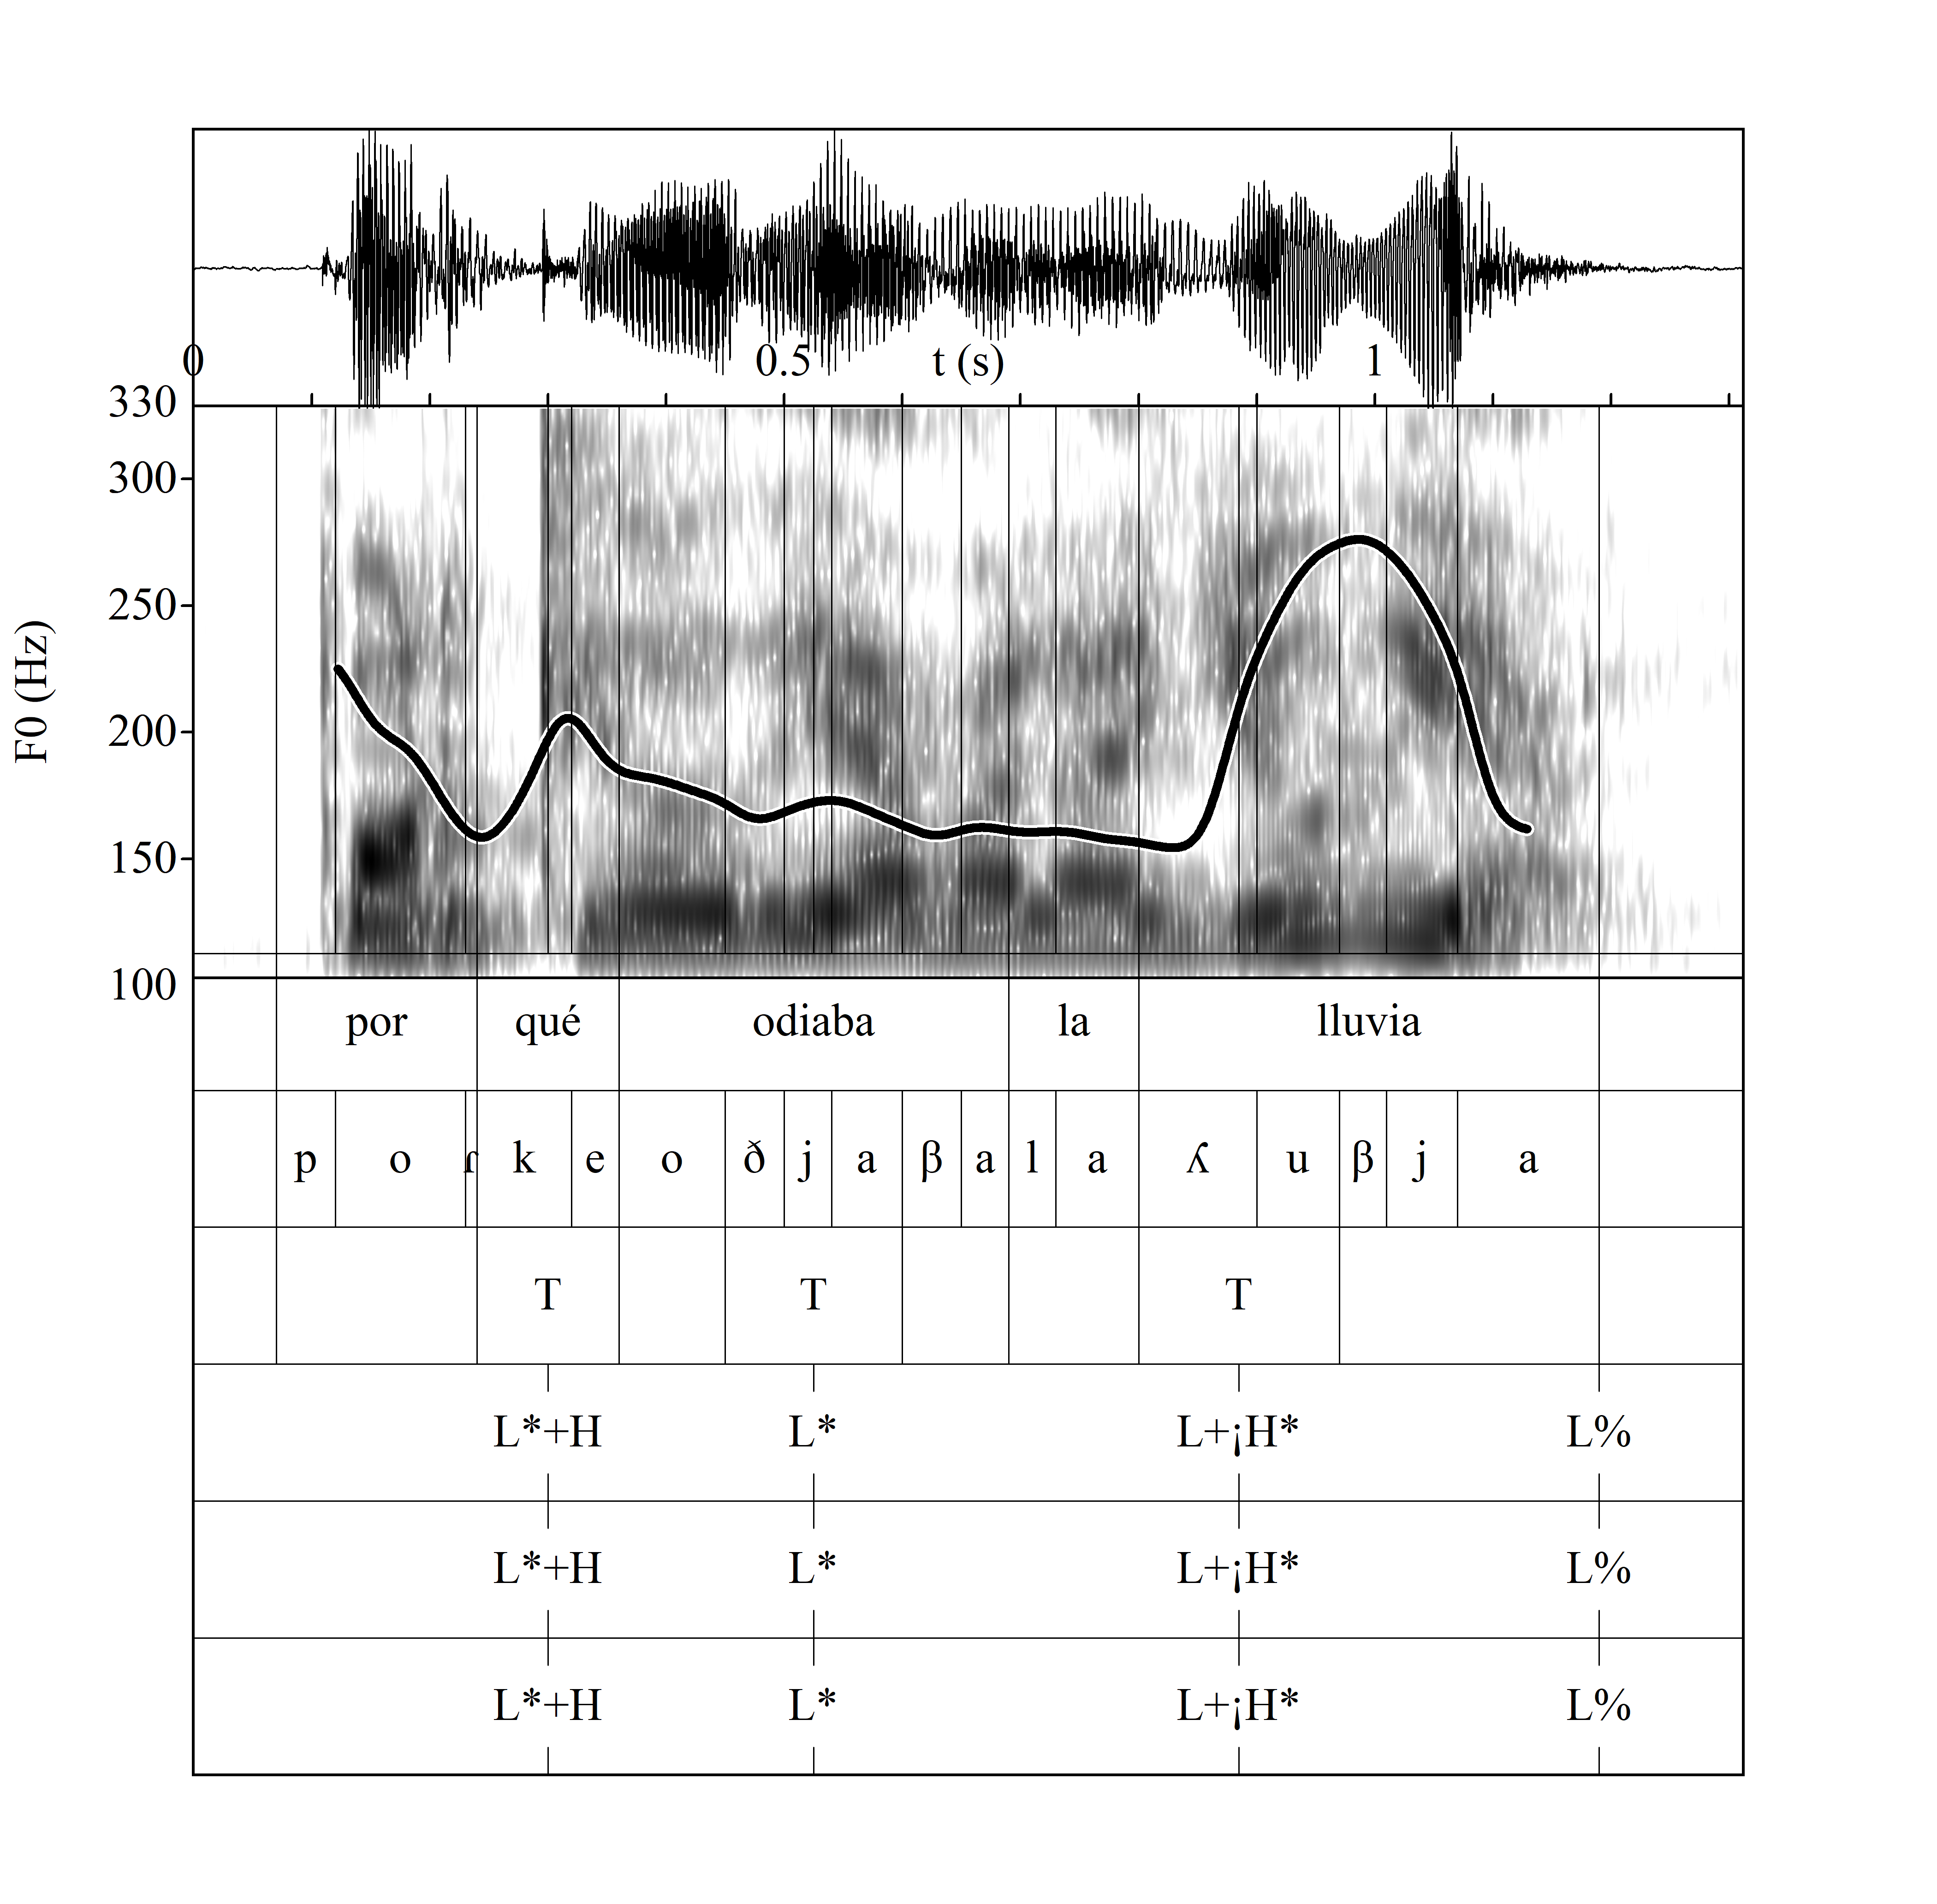 0 0.5 t (s) 1
330
300
250
200
150
100
F0 (Hz)
por qué odiaba la lluvia
p o ɾ k e o ð j a β a l a ʎ u β j a
T T T
L*+H L* L+¡H* L%
L*+H L* L+¡H* L%
L*+H L* L+¡H* L%